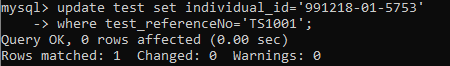 mysql> update test set individual_id='991218-01-5753'
    -> where test_referenceNo='TS1001';
Query OK, 0 rows affected (0.00 sec)
Rows matched: 1  Changed: 0  Warnings: 0